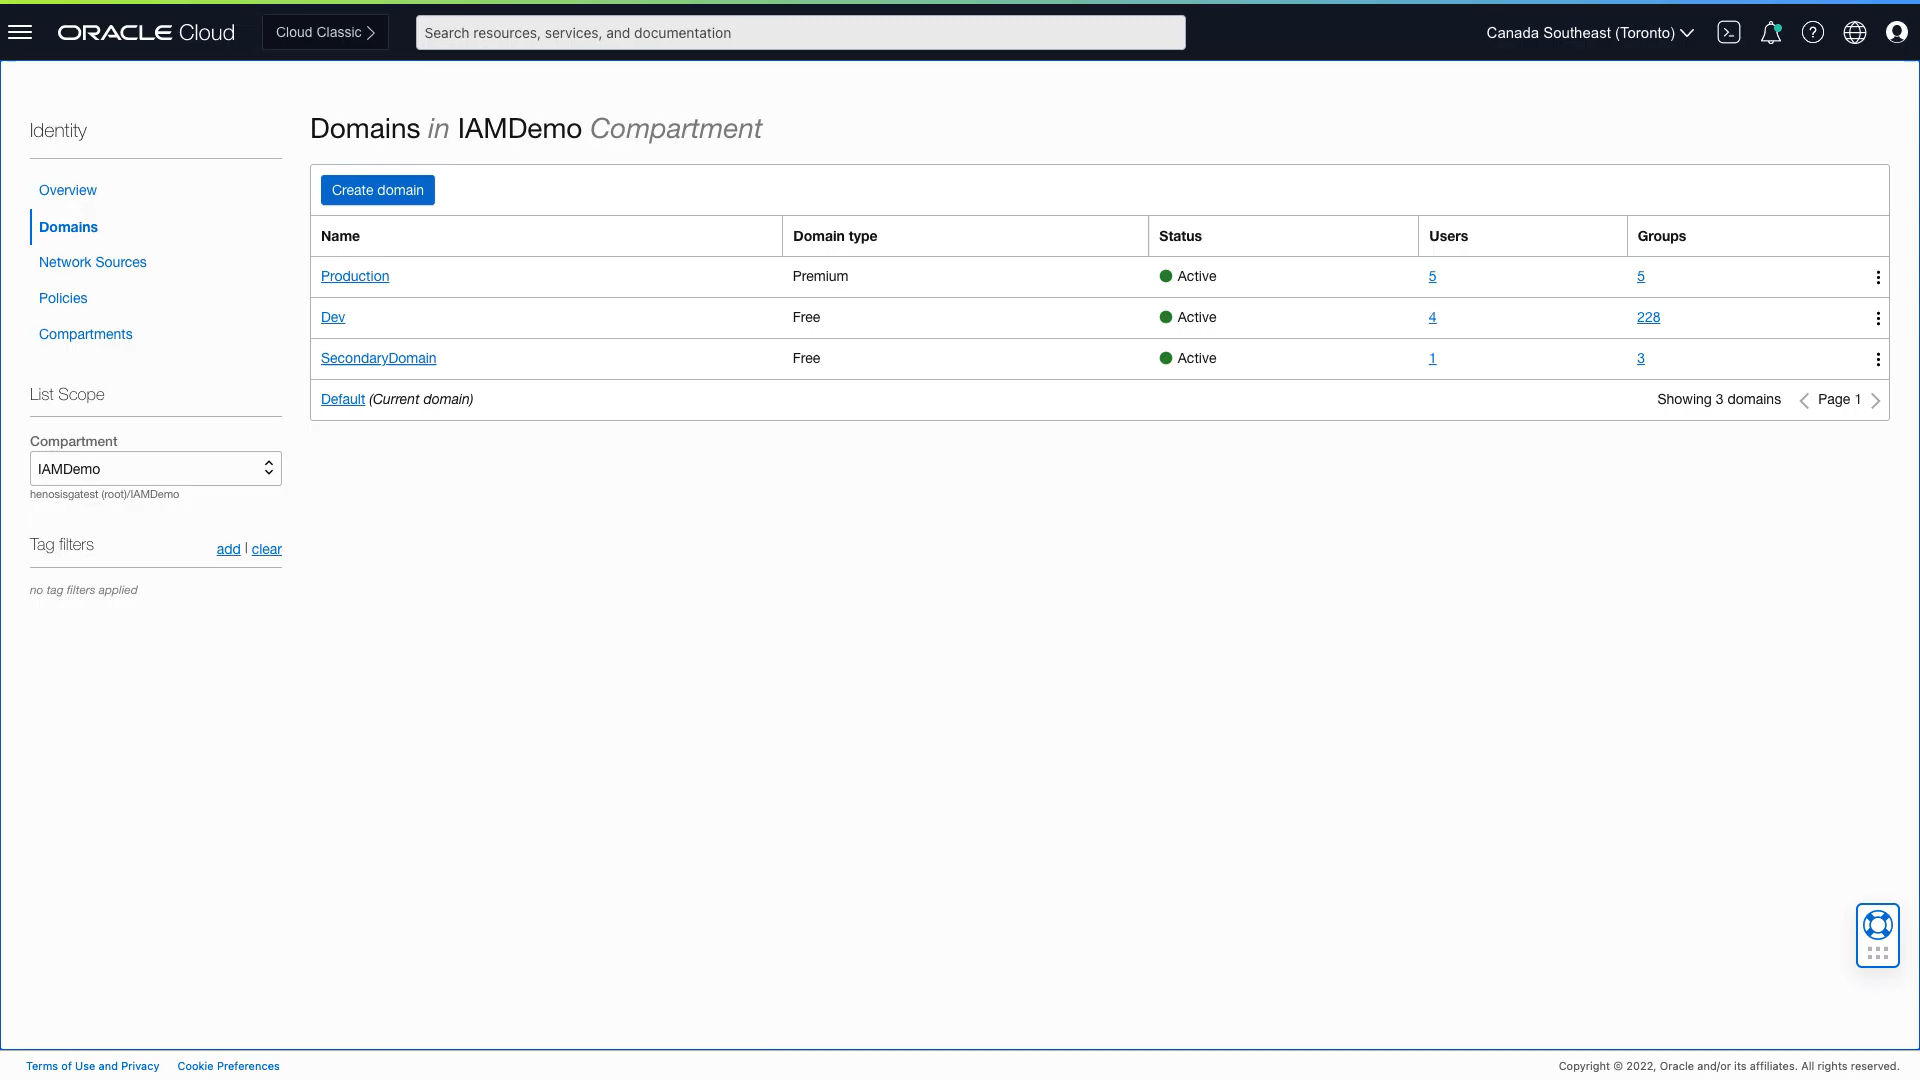 ORACLE Cloud
Cloud Classic
Search resources, services, and documentation
Canada Southeast (Toronto)
Identity
Overview
Domains
Network Sources
Policies
Compartments
List Scope
Compartment
IAMDemo
henosisgatest (root)/IAMDemo
Tag filters
add | clear
no tag filters applied
Domains in IAMDemo Compartment
Create domain
Name Domain type Status Users Groups
Production Premium Active 5 5
Dev Free Active 4 228
SecondaryDomain Free Active 1 3
Default (Current domain) Showing 3 domains Page 1
Terms of Use and Privacy Cookie Preferences
Copyright © 2022, Oracle and/or its affiliates. All rights reserved.